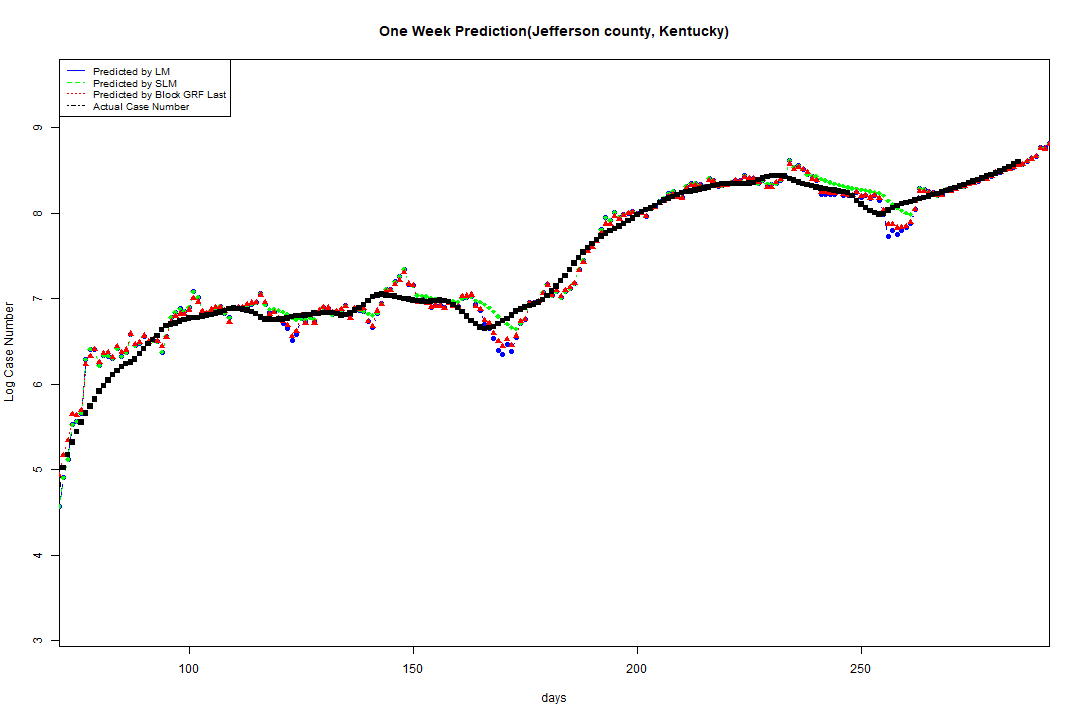 One Week Prediction(Jefferson county, Kentucky)
Predicted by LM
Predicted by SLM
Predicted by Block GRF Last
Actual Case Number
9
8
7
6
5
4
3
Log Case Number
100 150 200 250
days